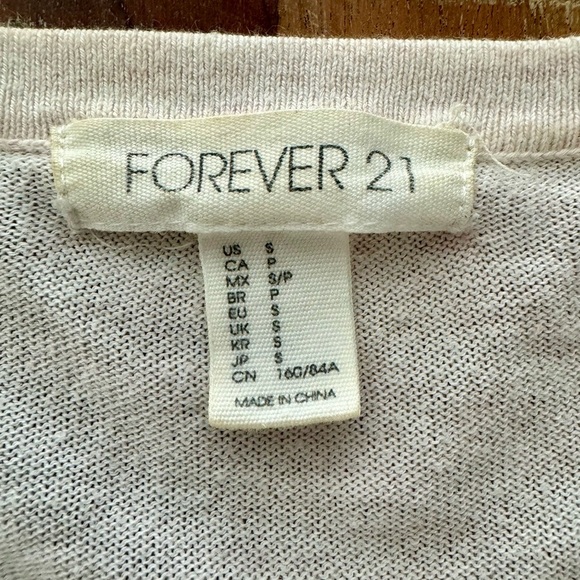 FOREVER 21
US S
CA P
MX S/P
BR P
EU S
UK S
KR S
JP S
CN 160/84A
MADE IN CHINA